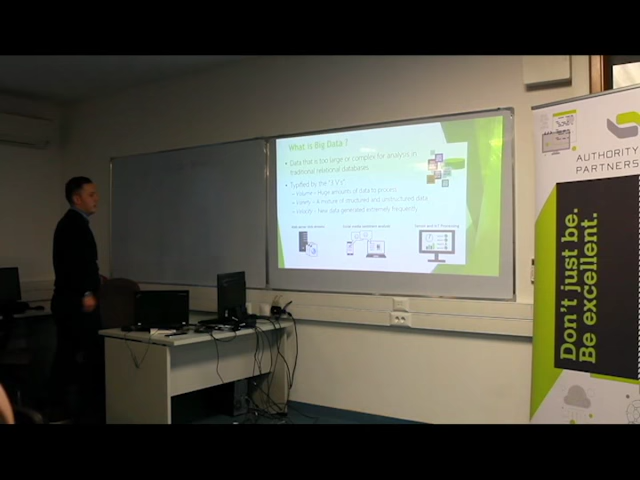 What is Big Data ?
Data that is too large or complex for analysis in
traditional relational databases
Typified by the "3 V's"
Volume – Huge amounts of data to process
Variety – A mixture of structured and unstructured data
Velocity – New data generated extremely frequently
AUTHORITY
PARTNERS
Don't just be.
Be excellent.